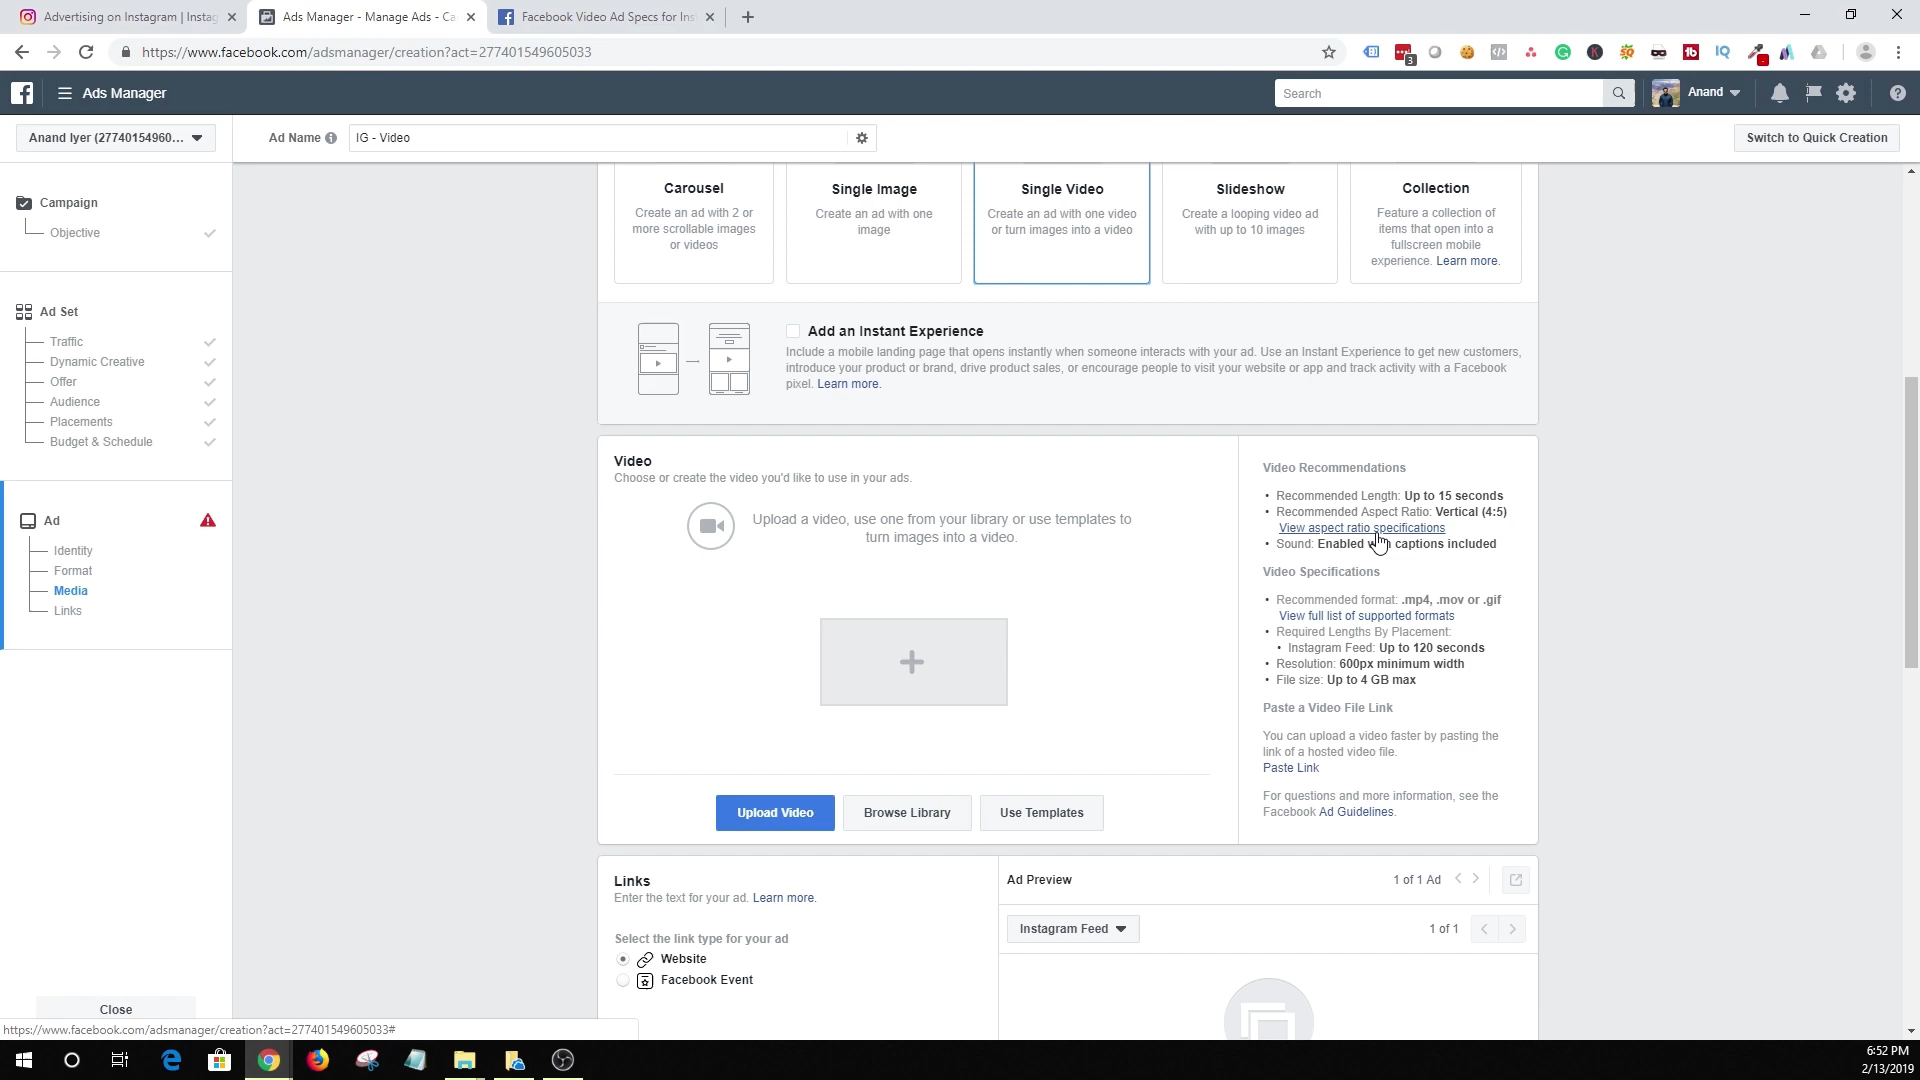 Advertising on Instagram | Instag
Ads Manager - Manage Ads - Ca
Facebook Video Ad Specs for Ins
https://www.facebook.com/adsmanager/creation?act=277401549605033
3
Ads Manager
Search
Anand
Anand Iyer (27740154960...
Ad Name
IG - Video
Switch to Quick Creation
Campaign
Objective
Ad Set
Traffic
Dynamic Creative
Offer
Audience
Placements
Budget & Schedule
Ad
Identity
Format
Media
Links
Close
Carousel
Create an ad with 2 or
more scrollable images
or videos
Single Image
Create an ad with one
image
Single Video
Create an ad with one video
or turn images into a video
Slideshow
Create a looping video ad
with up to 10 images
Collection
Feature a collection of
items that open into a
fullscreen mobile
experience. Learn more.
Add an Instant Experience
Include a mobile landing page that opens instantly when someone interacts with your ad. Use an Instant Experience to get new customers,
introduce your product or brand, drive product sales, or encourage people to visit your website or app and track activity with a Facebook
pixel. Learn more.
Video
Choose or create the video you'd like to use in your ads.
Upload a video, use one from your library or use templates to
turn images into a video.
Upload Video
Browse Library
Use Templates
Video Recommendations
• Recommended Length: Up to 15 seconds
• Recommended Aspect Ratio: Vertical (4:5)
View aspect ratio specifications
• Sound: Enabled captions included
Video Specifications
• Recommended format: .mp4, .mov or .gif
View full list of supported formats
• Required Lengths By Placement:
• Instagram Feed: Up to 120 seconds
• Resolution: 600px minimum width
• File size: Up to 4 GB max
Paste a Video File Link
You can upload a video faster by pasting the
link of a hosted video file.
Paste Link
For questions and more information, see the
Facebook Ad Guidelines.
Links
Enter the text for your ad. Learn more.
Select the link type for your ad
Website
Facebook Event
Ad Preview
1 of 1 Ad
Instagram Feed
1 of 1
https://www.facebook.com/adsmanager/creation?act=277401549605033#
6:52 PM
2/13/2019